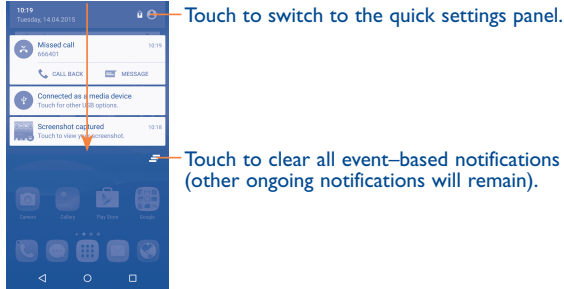 10:19
Tuesday, 14.04.2015
Touch to switch to the quick settings panel.
Missed call 10:19
666401
CALL BACK MESSAGE
Connected as a media device
Touch for other USB options.
Screenshot captured 10:18
Touch to view your screenshot.
Touch to clear all event–based notifications
(other ongoing notifications will remain).
Camera Gallery Play Store Google